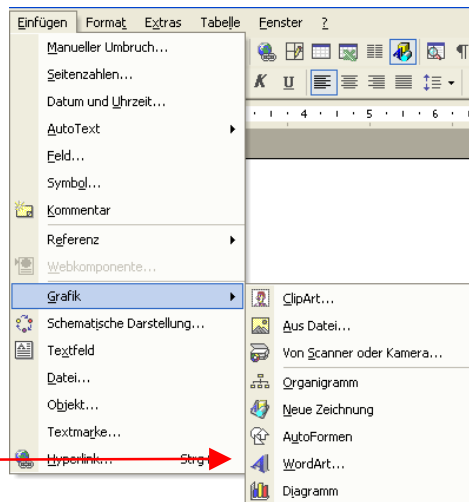 Einfügen Format Extras Tabelle Fenster ?
Manueller Umbruch...
Seitenzahlen...
Datum und Uhrzeit...
AutoText
Feld...
Symbol...
Kommentar
Referenz
Webkomponente...
Grafik
Schematische Darstellung...
Textfeld
Datei...
Objekt...
Textmarke...
Hyperlink... Strg
K U
4 5 6
ClipArt...
Aus Datei...
Von Scanner oder Kamera...
Organigramm
Neue Zeichnung
AutoFormen
WordArt...
Diagramm